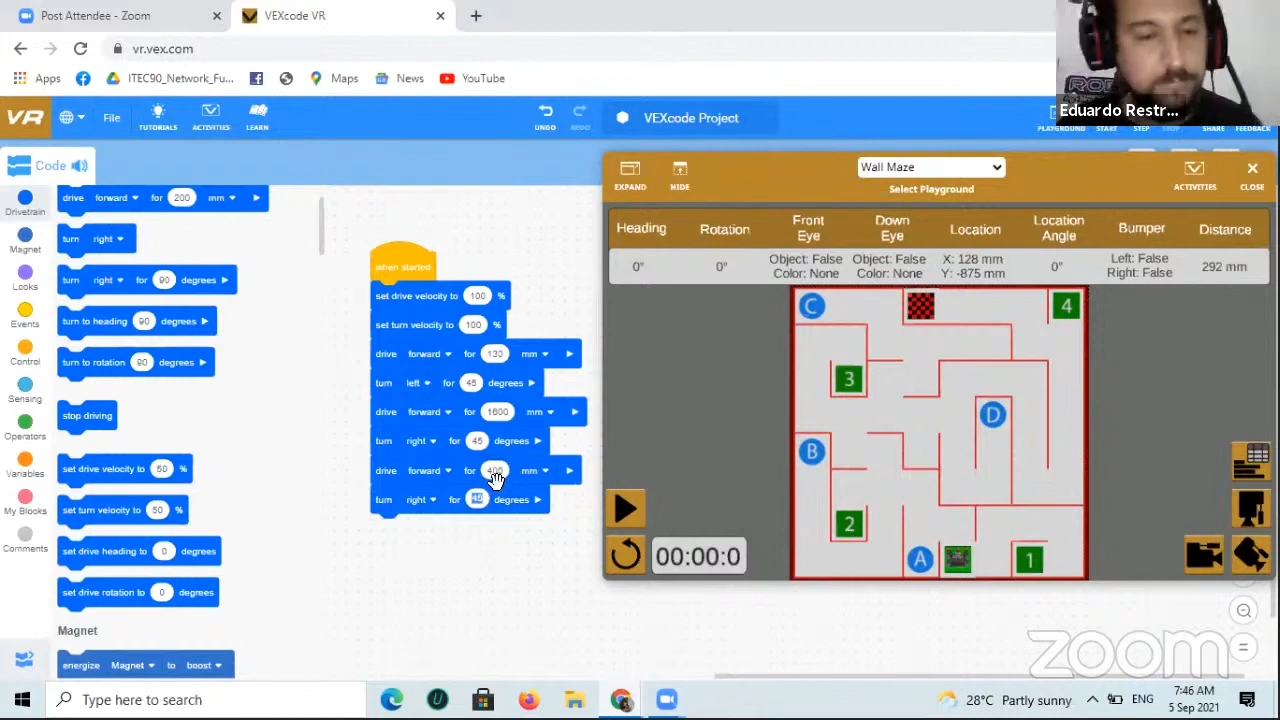 Post Attendee - Zoom
VEXcode VR
vr.vex.com
Apps
ITEC90_Network_Fu...
Maps
News
YouTube
Eduardo Restr...
VR
File
TUTORIALS
ACTIVITIES
LEARN
UNDO
REDO
VEXcode Project
PLAYGROUND
START
STEP
STOP
SHARE
FEEDBACK
Code
Drivetrain
Magnet
Looks
Events
Control
Sensing
Operators
Variables
My Blocks
Comments
drive forward for 200 mm
turn right
turn right for 90 degrees
turn to heading 90 degrees
turn to rotation 90 degrees
stop driving
set drive velocity to 50 %
set turn velocity to 50 %
set drive heading to 0 degrees
set drive rotation to 0 degrees
Magnet
energize Magnet to boost
when started
set drive velocity to 100 %
set turn velocity to 100 %
drive forward for 130 mm
turn left for 45 degrees
drive forward for 1600 mm
turn right for 45 degrees
drive forward for mm
turn right for degrees
EXPAND
HIDE
Wall Maze
Select Playground
ACTIVITIES
CLOSE
Heading
Rotation
Front Eye
Down Eye
Location
Location Angle
Bumper
Distance
0°
0°
Object: False
Color: None
Object: False
Color: None
X: 128 mm
Y: -875 mm
0°
Left: False
Right: False
292 mm
C
4
3
D
B
2
A
1
00:00:0
zoom
Type here to search
28°C Partly sunny
ENG
7:46 AM
5 Sep 2021